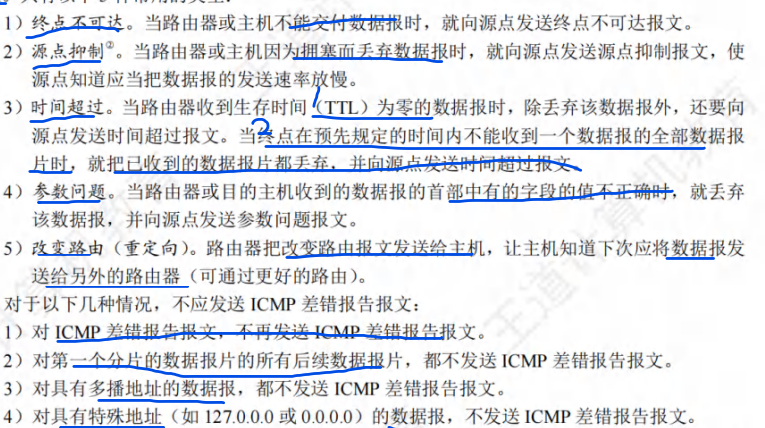 1）终点不可达。当路由器或主机不能交付数据报时，就向源点发送终点不可达报文。
2）源点抑制②。当路由器或主机因为拥塞而丢弃数据报时，就向源点发送源点抑制报文，使
源点知道应当把数据报的发送速率放慢。
3）时间超过。当路由器收到生存时间（TTL）为零的数据报时，除丢弃该数据报外，还要向
源点发送时间超过报文。当终点在预先规定的时间内不能收到一个数据报的全部数据报
片时，就把已收到的数据报片都丢弃，并向源点发送时间超过报文。
4）参数问题。当路由器或目的主机收到的数据报的首部中有的字段的值不正确时，就丢弃
该数据报，并向源点发送参数问题报文。
5）改变路由（重定向）。路由器把改变路由报文发送给主机，让主机知道下次应将数据报发
送给另外的路由器（可通过更好的路由）。
对于以下几种情况，不应发送 ICMP 差错报告报文：
1）对 ICMP 差错报告报文，不再发送 ICMP 差错报告报文。
2）对第一个分片的数据报片的所有后续数据报片，都不发送 ICMP 差错报告报文。
3）对具有多播地址的数据报，都不发送 ICMP 差错报告报文。
4）对具有特殊地址（如 127.0.0.0 或 0.0.0.0）的数据报，不发送 ICMP 差错报告报文。